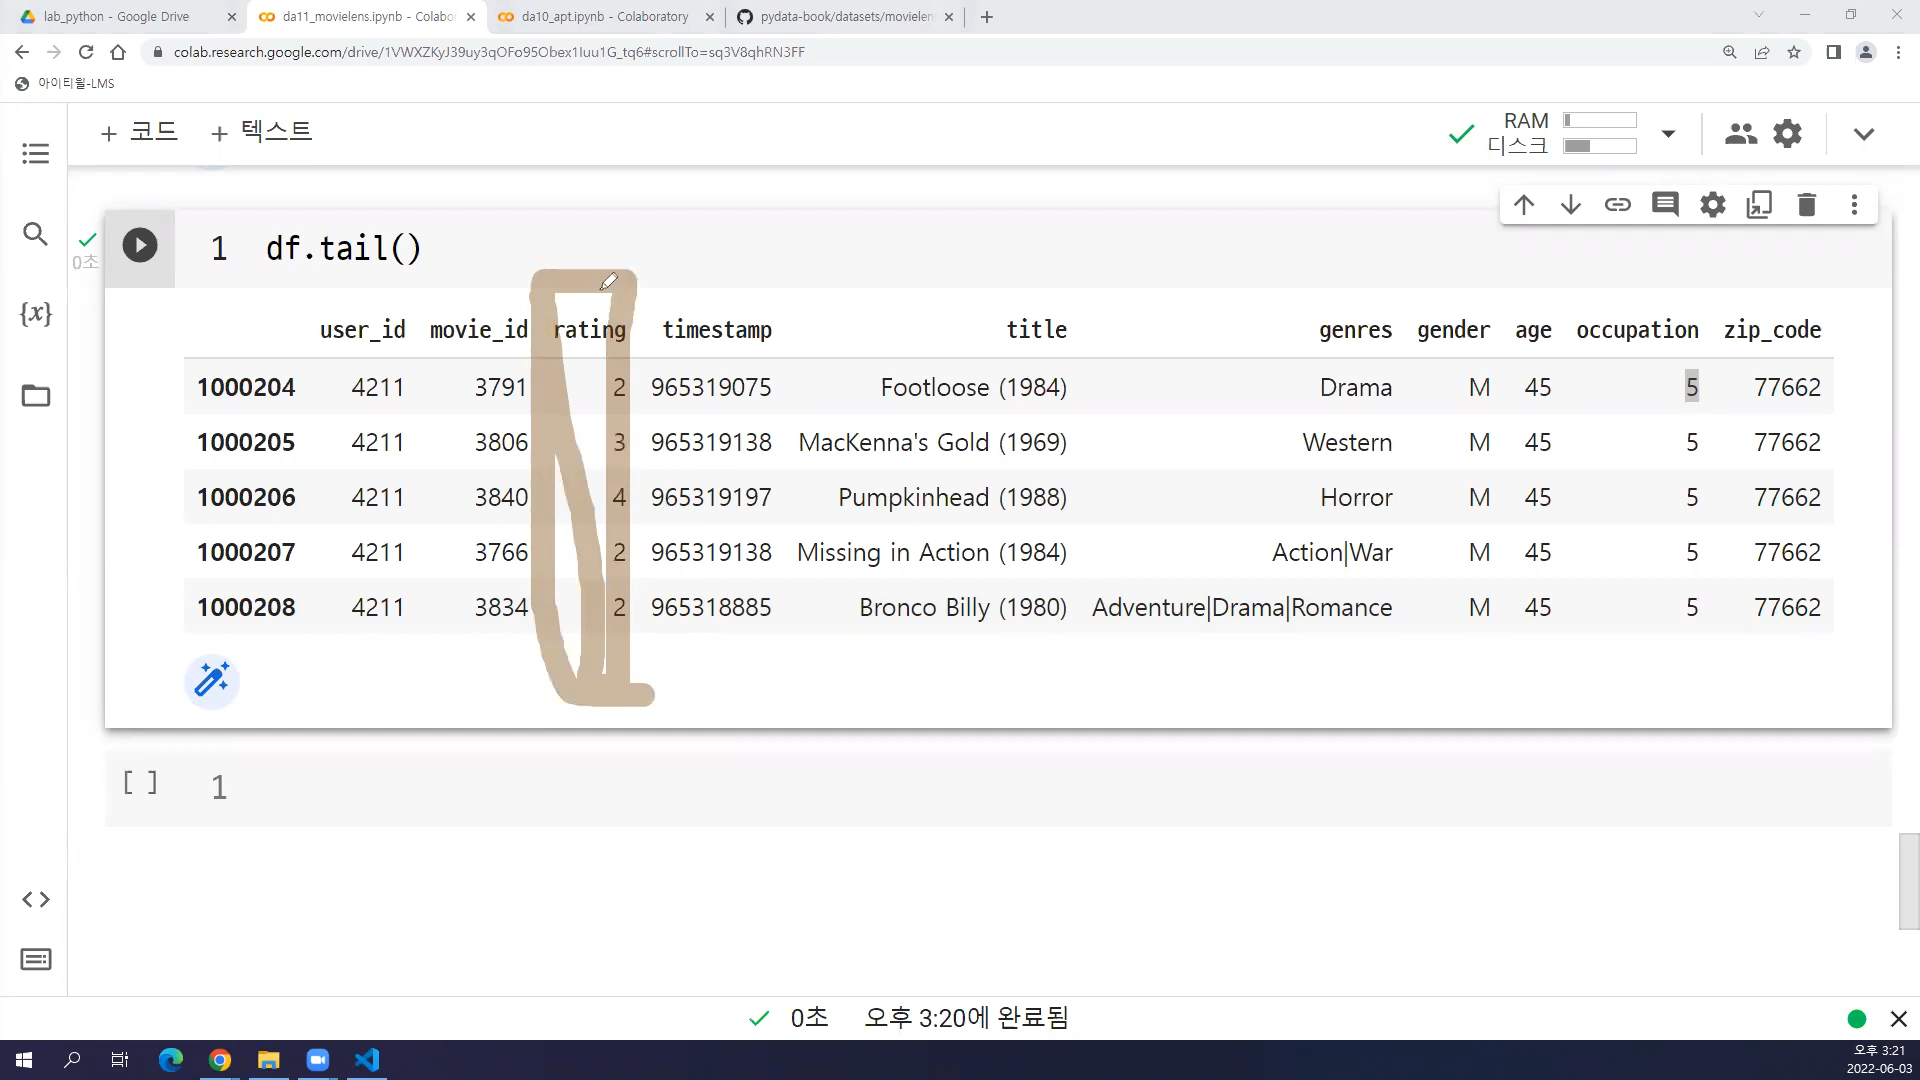 lab_python - Google Drive
da11_movielens.ipynb - Colabo
da10_apt.ipynb - Colaboratory
pydata-book/datasets/movielen
colab.research.google.com/drive/1VWXZKyJ39uy3qOFo95Obex1Iuu1G_tq6#scrollTo=sq3V8qhRN3FF
아이티윌-LMS
+ 코드 + 텍스트
RAM
디스크
0초
1 df.tail()
user_id movie_id rating timestamp title genres gender age occupation zip_code
1000204 4211 3791 2 965319075 Footloose (1984) Drama M 45 5 77662
1000205 4211 3806 3 965319138 MacKenna's Gold (1969) Western M 45 5 77662
1000206 4211 3840 4 965319197 Pumpkinhead (1988) Horror M 45 5 77662
1000207 4211 3766 2 965319138 Missing in Action (1984) Action|War M 45 5 77662
1000208 4211 3834 2 965318885 Bronco Billy (1980) Adventure|Drama|Romance M 45 5 77662
[ ] 1
0초 오후 3:20에 완료됨
오후 3:21
2022-06-03